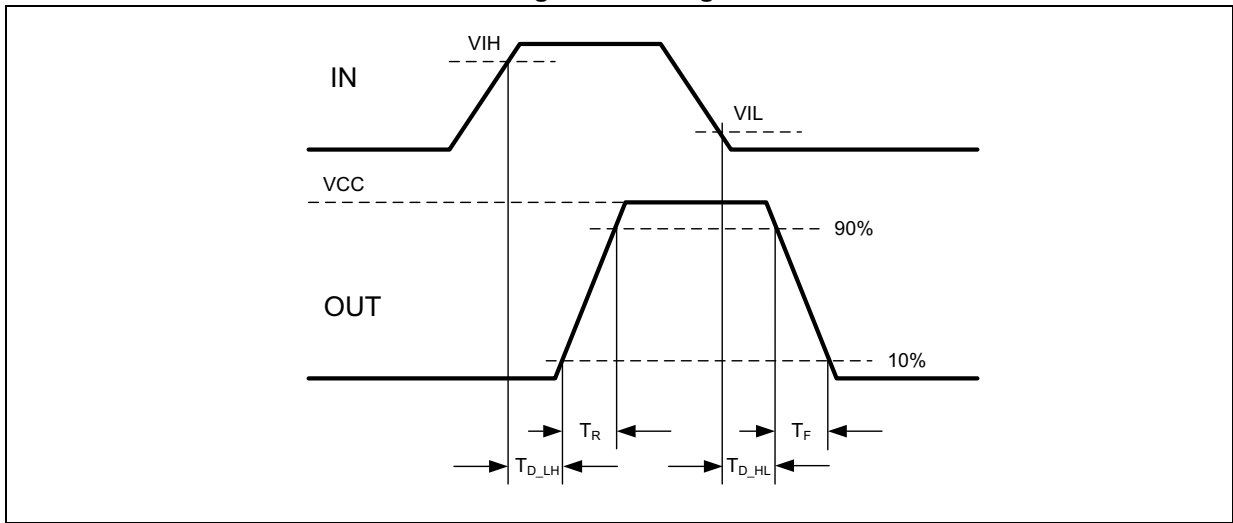 VIH
IN
VIL
VCC
90%
OUT
10%
TR
TF
TD_LH
TD_HL